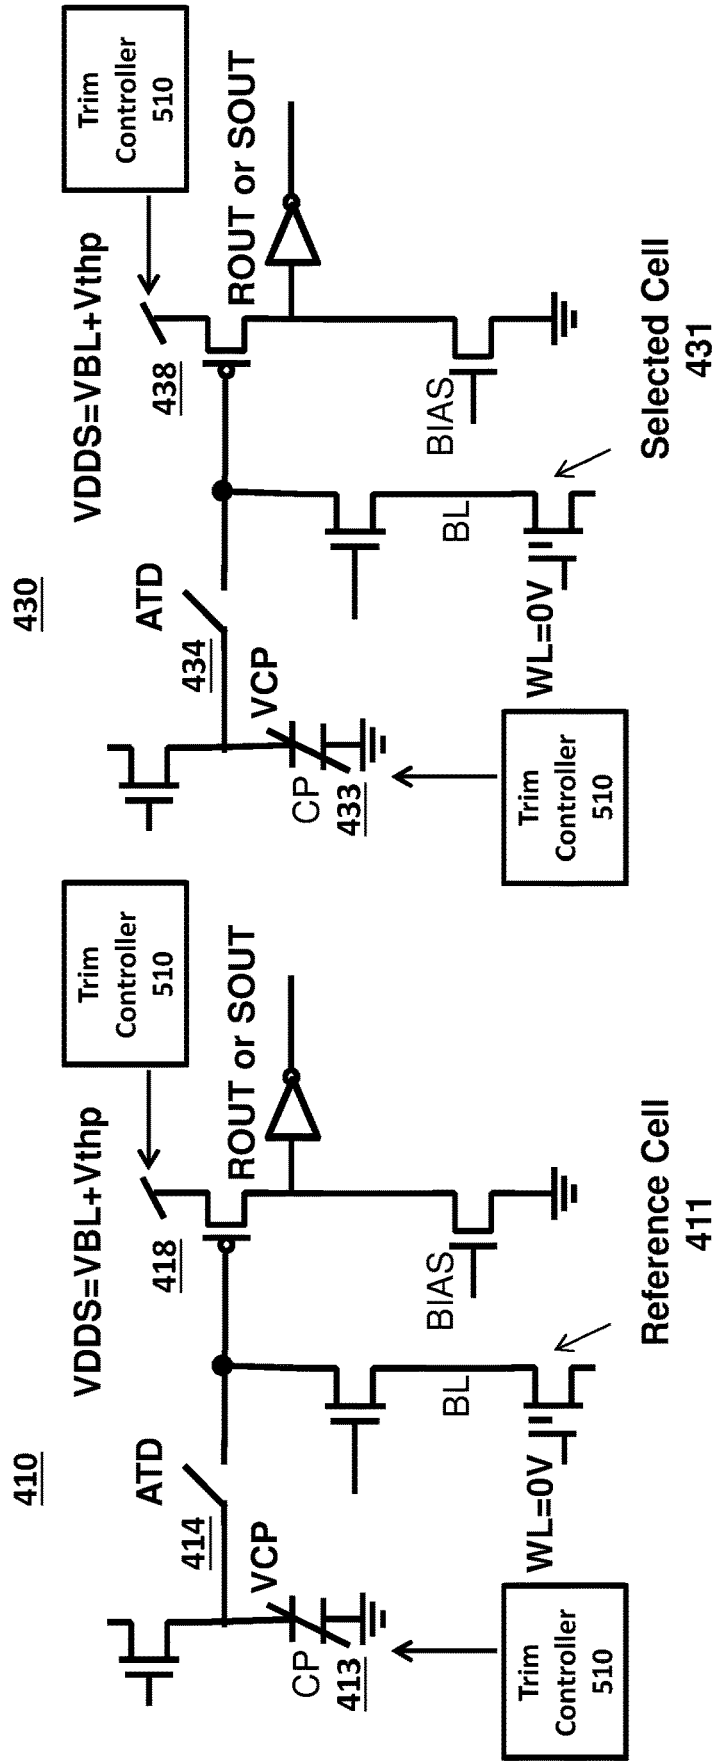 410
Trim
Controller
510
VDDS=VBL+Vthp
ATD
418
414
ROUT or SOUT
VCP
CP
413
BIAS
BL
WL=0V
Trim
Controller
510
Reference Cell
411
430
Trim
Controller
510
VDDS=VBL+Vthp
ATD
438
434
ROUT or SOUT
VCP
CP
433
BIAS
BL
WL=0V
Trim
Controller
510
Selected Cell
431